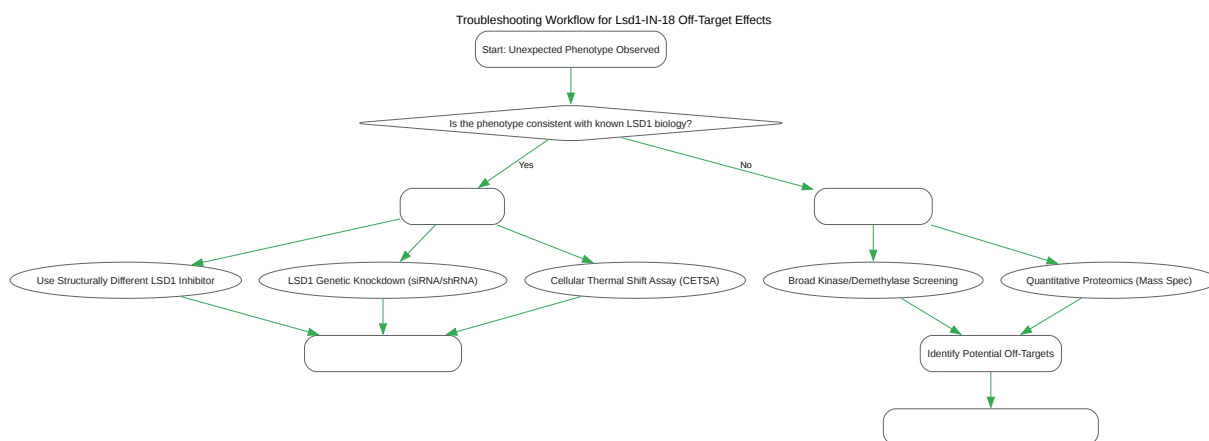 Troubleshooting Workflow for Lsd1-IN-18 Off-Target Effects
Start: Unexpected Phenotype Observed
Is the phenotype consistent with known LSD1 biology?
Yes
No
Use Structurally Different LSD1 Inhibitor
LSD1 Genetic Knockdown (siRNA/shRNA)
Cellular Thermal Shift Assay (CETSA)
Broad Kinase/Demethylase Screening
Quantitative Proteomics (Mass Spec)
Identify Potential Off-Targets